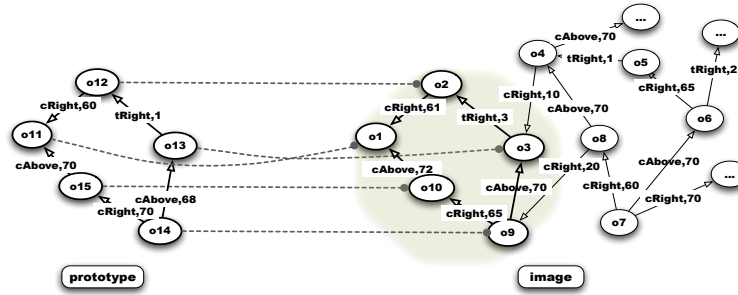 ...
cAbove,70
o4
...
tRight,1
o5
tRight,2
o12
o2
cRight,65
cRight,60
cRight,61
cRight,10
cAbove,70
tRight,1
tRight,3
o6
o11
o1
o8
o13
o3
cAbove,70
cAbove,72
cRight,20
cAbove,70
...
o15
o10
cRight,60
cAbove,68
cAbove,70
cRight,70
cRight,70
cRight,65
o7
o14
o9
prototype
image